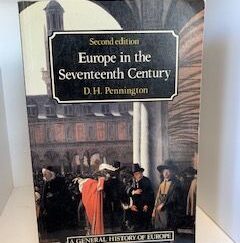 Second edition
Europe in the
Seventeenth Century
D. H. Pennington
A GENERAL HISTORY OF EUROPE